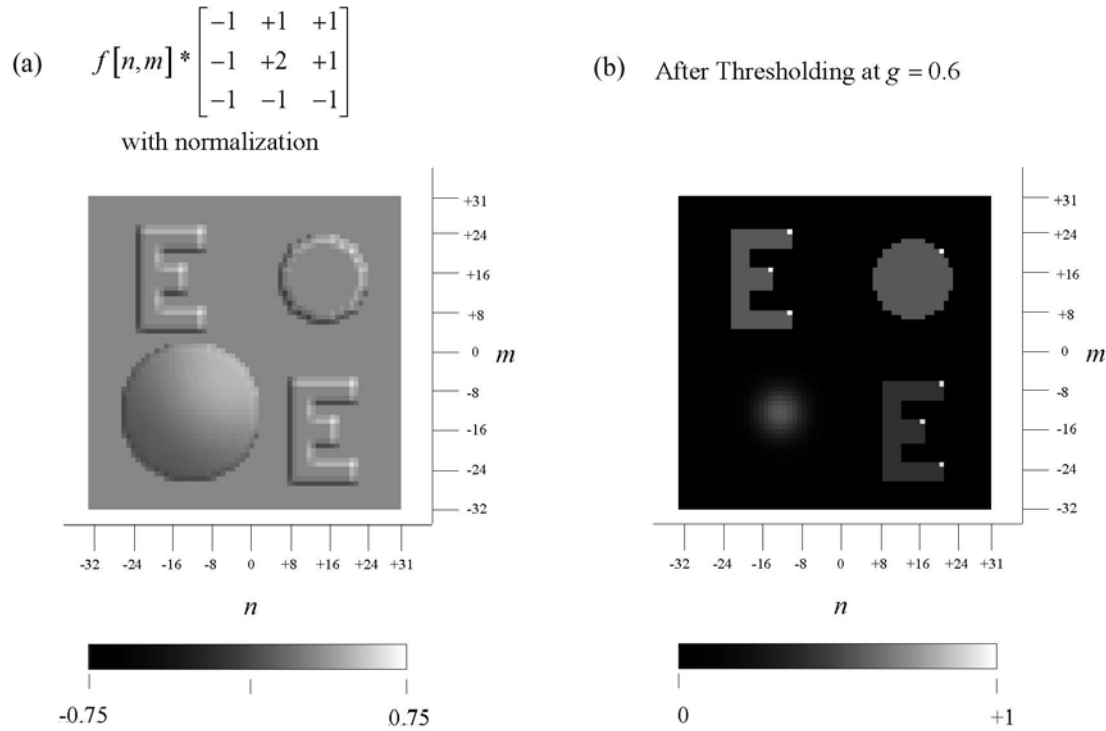 (a) f[n,m] * [ −1 +1 +1
−1 +2 +1
−1 −1 −1 ]
with normalization
(b) After Thresholding at g = 0.6
+31
+24
+16
+8
0 m
-8
-16
-24
-32
-32 -24 -16 -8 0 +8 +16 +24 +31
n
-0.75 0.75
+31
+24
+16
+8
0 m
-8
-16
-24
-32
-32 -24 -16 -8 0 +8 +16 +24 +31
n
0 +1
E
E
E
E